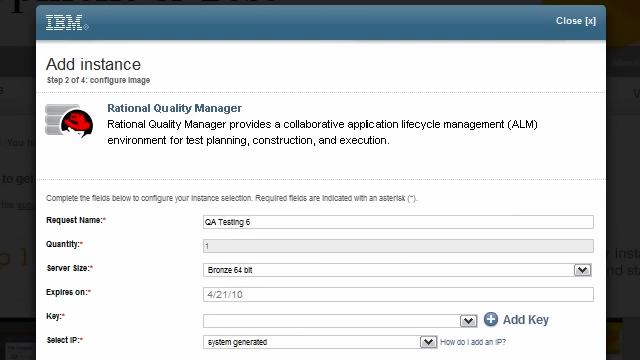 IBM
Close [x]
Add instance
Step 2 of 4: configure image
Rational Quality Manager
Rational Quality Manager provides a collaborative application lifecycle management (ALM)
environment for test planning, construction, and execution.
Complete the fields below to configure your instance selection. Required fields are indicated with an asterisk (*).
Request Name:* QA Testing 6
Quantity:* 1
Server Size:* Bronze 64 bit
Expires on:* 4/21/10
Key:* Add Key
Select IP:* system generated How do I add an IP?